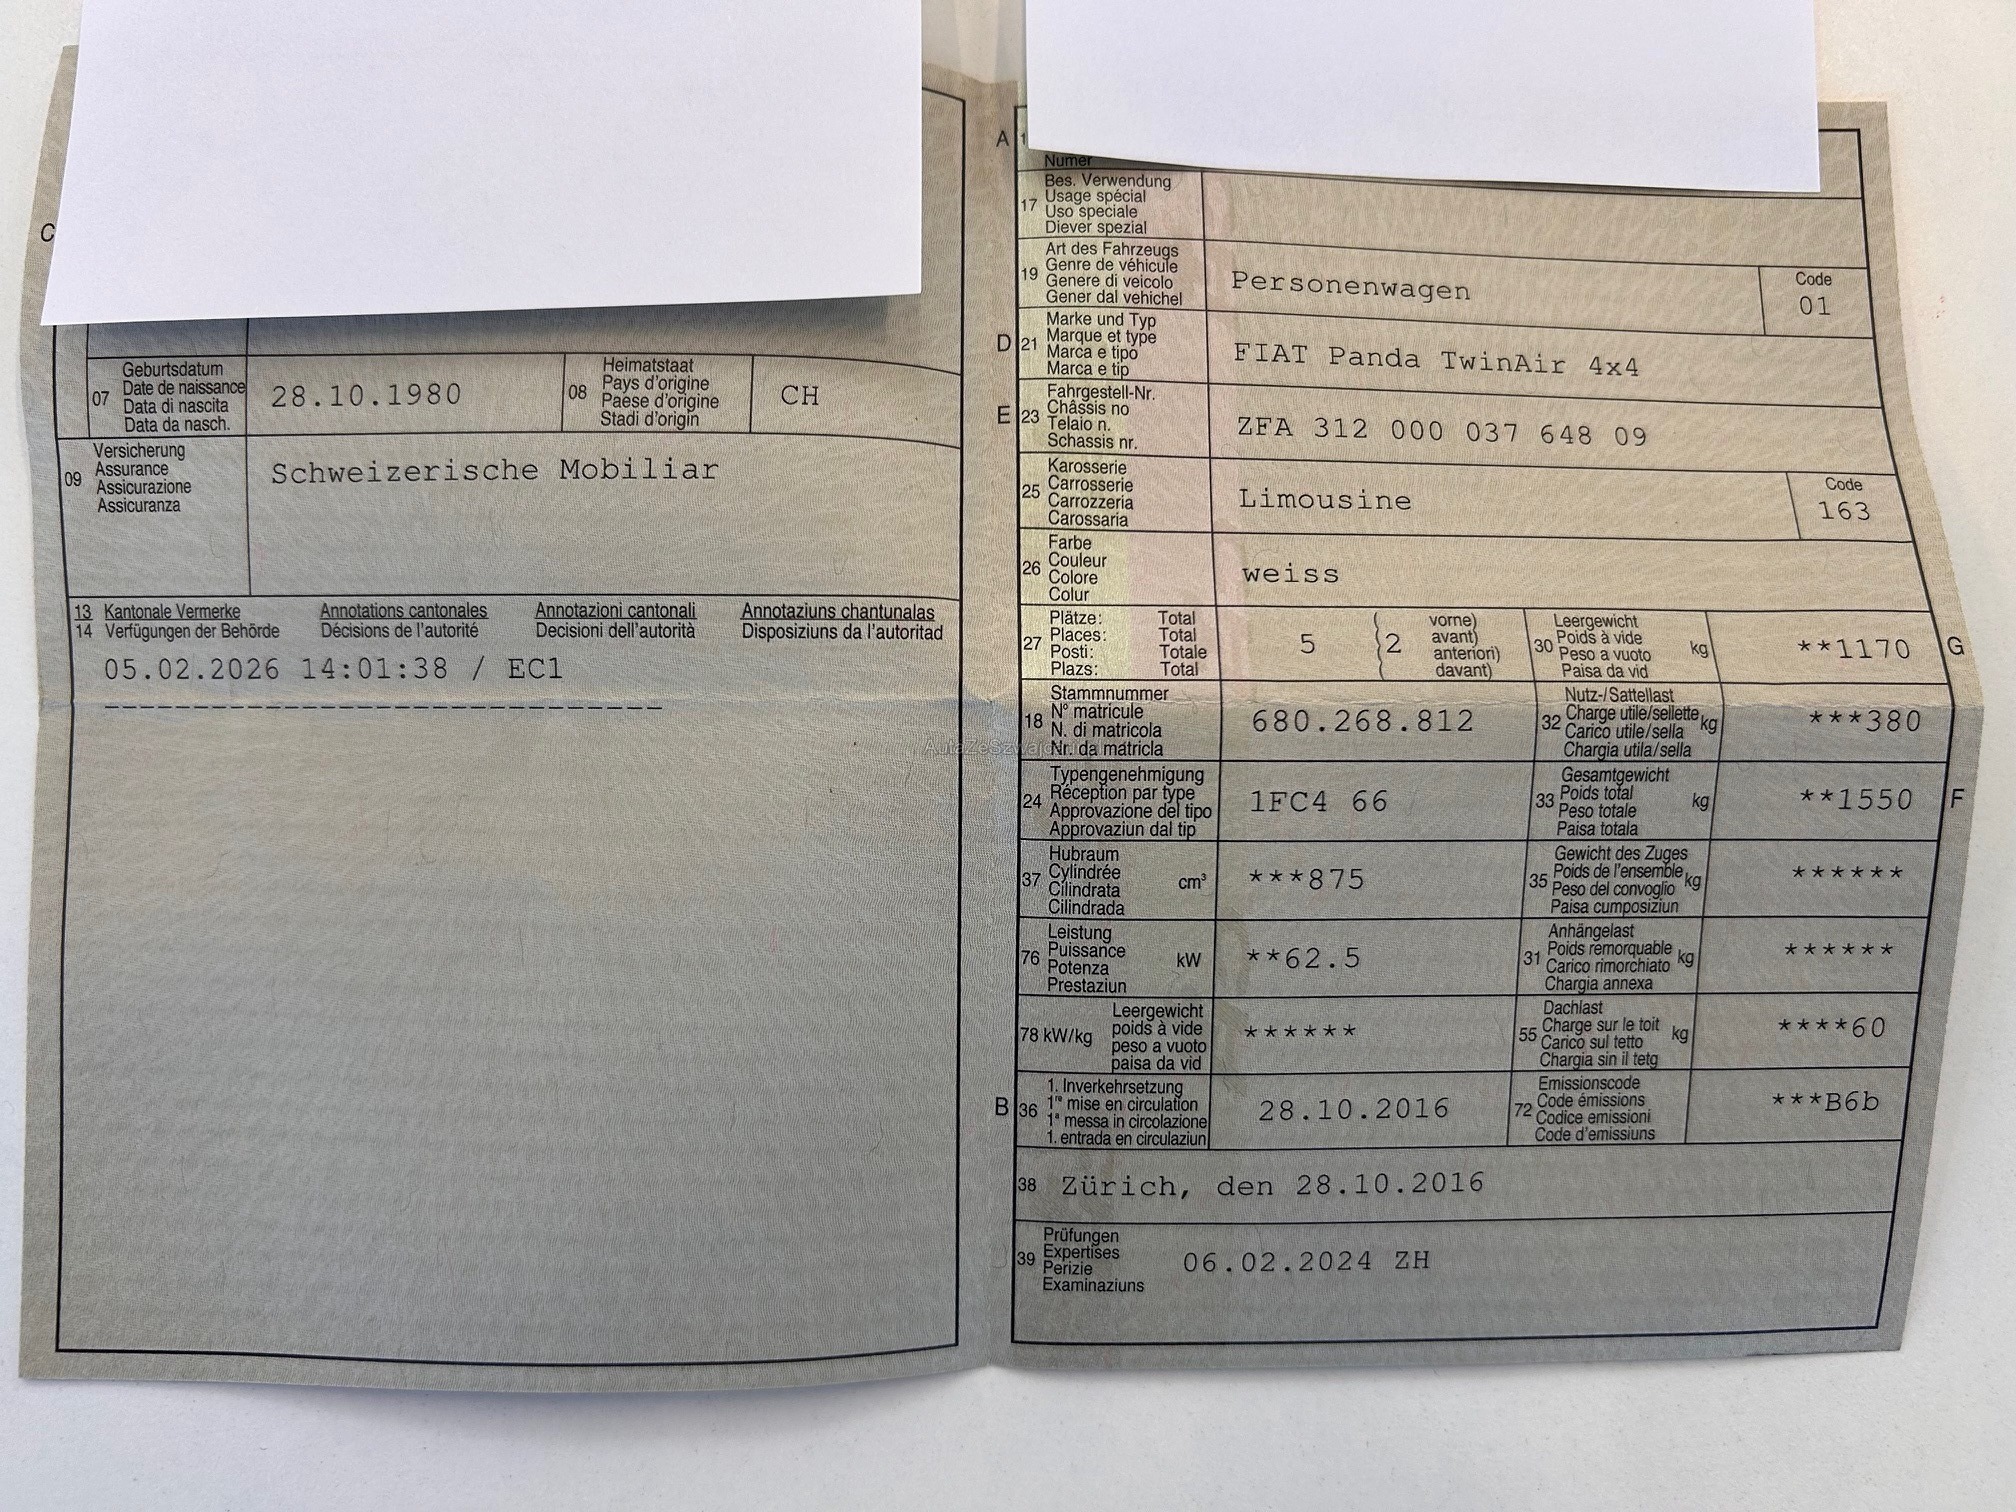 C
07
Geburtsdatum
Date de naissance
Data di nascita
Data da nasch.
28.10.1980
08
Heimatstaat
Pays d'origine
Paese d'origine
Stadi d'origin
CH
09
Versicherung
Assurance
Assicurazione
Assicuranza
Schweizerische Mobiliar
13 Kantonale Vermerke Annotations cantonales Annotazioni cantonali Annotaziuns chantunalas
14 Verfügungen der Behörde Décisions de l'autorité Decisioni dell'autorità Disposiziuns da l'autoritad
05.02.2026 14:01:38 / EC1
--------------------------------
AutaZeSzwajcarii
A
Numer
17
Bes. Verwendung
Usage spécial
Uso speciale
Diever spezial
19
Art des Fahrzeugs
Genre de véhicule
Genere di veicolo
Gener dal vehichel
Personenwagen
Code
01
D 21
Marke und Typ
Marque et type
Marca e tipo
Marca e tip
FIAT Panda TwinAir 4x4
E 23
Fahrgestell-Nr.
Châssis no
Telaio n.
Schassis nr.
ZFA 312 000 037 648 09
25
Karosserie
Carrosserie
Carrozzeria
Carossaria
Limousine
Code
163
26
Farbe
Couleur
Colore
Colur
weiss
27
Plätze: Total
Places: Total
Posti: Totale
Plazs: Total
5 (2
vorne)
avant)
anteriori)
davant)
30
Leergewicht
Poids à vide
Peso a vuoto
Paisa da vid
kg
**1170
G
18
Stammnummer
N° matricule
N. di matricola
Nr. da matricla
680.268.812
32
Nutz-/Sattellast
Charge utile/sellette
Carico utile/sella
Chargia utila/sella
kg
***380
24
Typengenehmigung
Réception par type
Approvazione del tipo
Approvaziun dal tip
1FC4 66
33
Gesamtgewicht
Poids total
Peso totale
Paisa totala
kg
**1550
F
37
Hubraum
Cylindrée
Cilindrata
Cilindrada
cm³
***875
35
Gewicht des Zuges
Poids de l'ensemble
Peso del convoglio
Paisa cumposiziun
kg
******
76
Leistung
Puissance
Potenza
Prestaziun
kW
**62.5
31
Anhängelast
Poids remorquable
Carico rimorchiato
Chargia annexa
kg
******
78 kW/kg
Leergewicht
poids à vide
peso a vuoto
paisa da vid
******
55
Dachlast
Charge sur le toit
Carico sul tetto
Chargia sin il tetg
kg
****60
B 36
1. Inverkehrsetzung
1re mise en circulation
1a messa in circolazione
1. entrada en circulaziun
28.10.2016
72
Emissionscode
Code émissions
Codice emissioni
Code d'emissiuns
***B6b
38 Zürich, den 28.10.2016
39
Prüfungen
Expertises
Perizie
Examinaziuns
06.02.2024 ZH